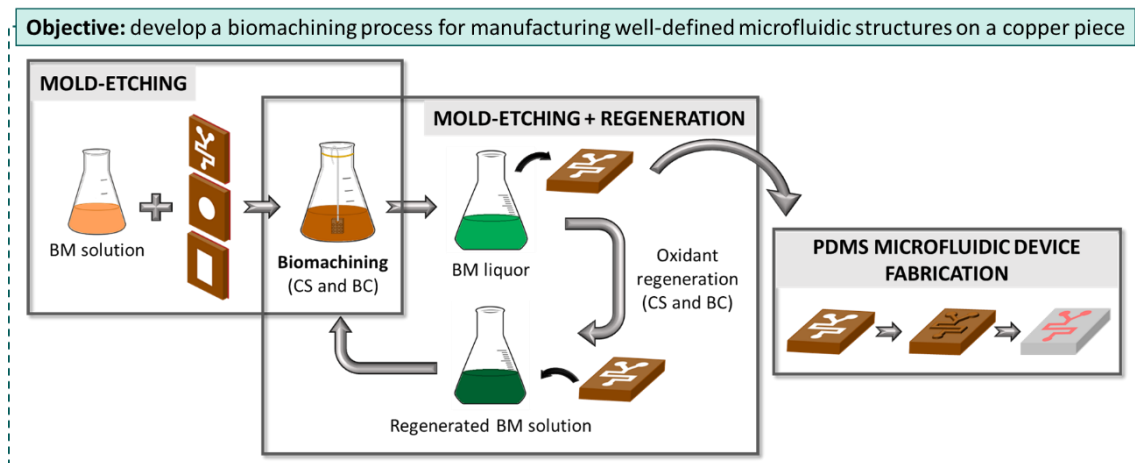 Objective: develop a biomachining process for manufacturing well-defined microfluidic structures on a copper piece
MOLD-ETCHING
BM solution
Biomachining
(CS and BC)
MOLD-ETCHING + REGENERATION
BM liquor
Oxidant
regeneration
(CS and BC)
Regenerated BM solution
PDMS MICROFLUIDIC DEVICE
FABRICATION